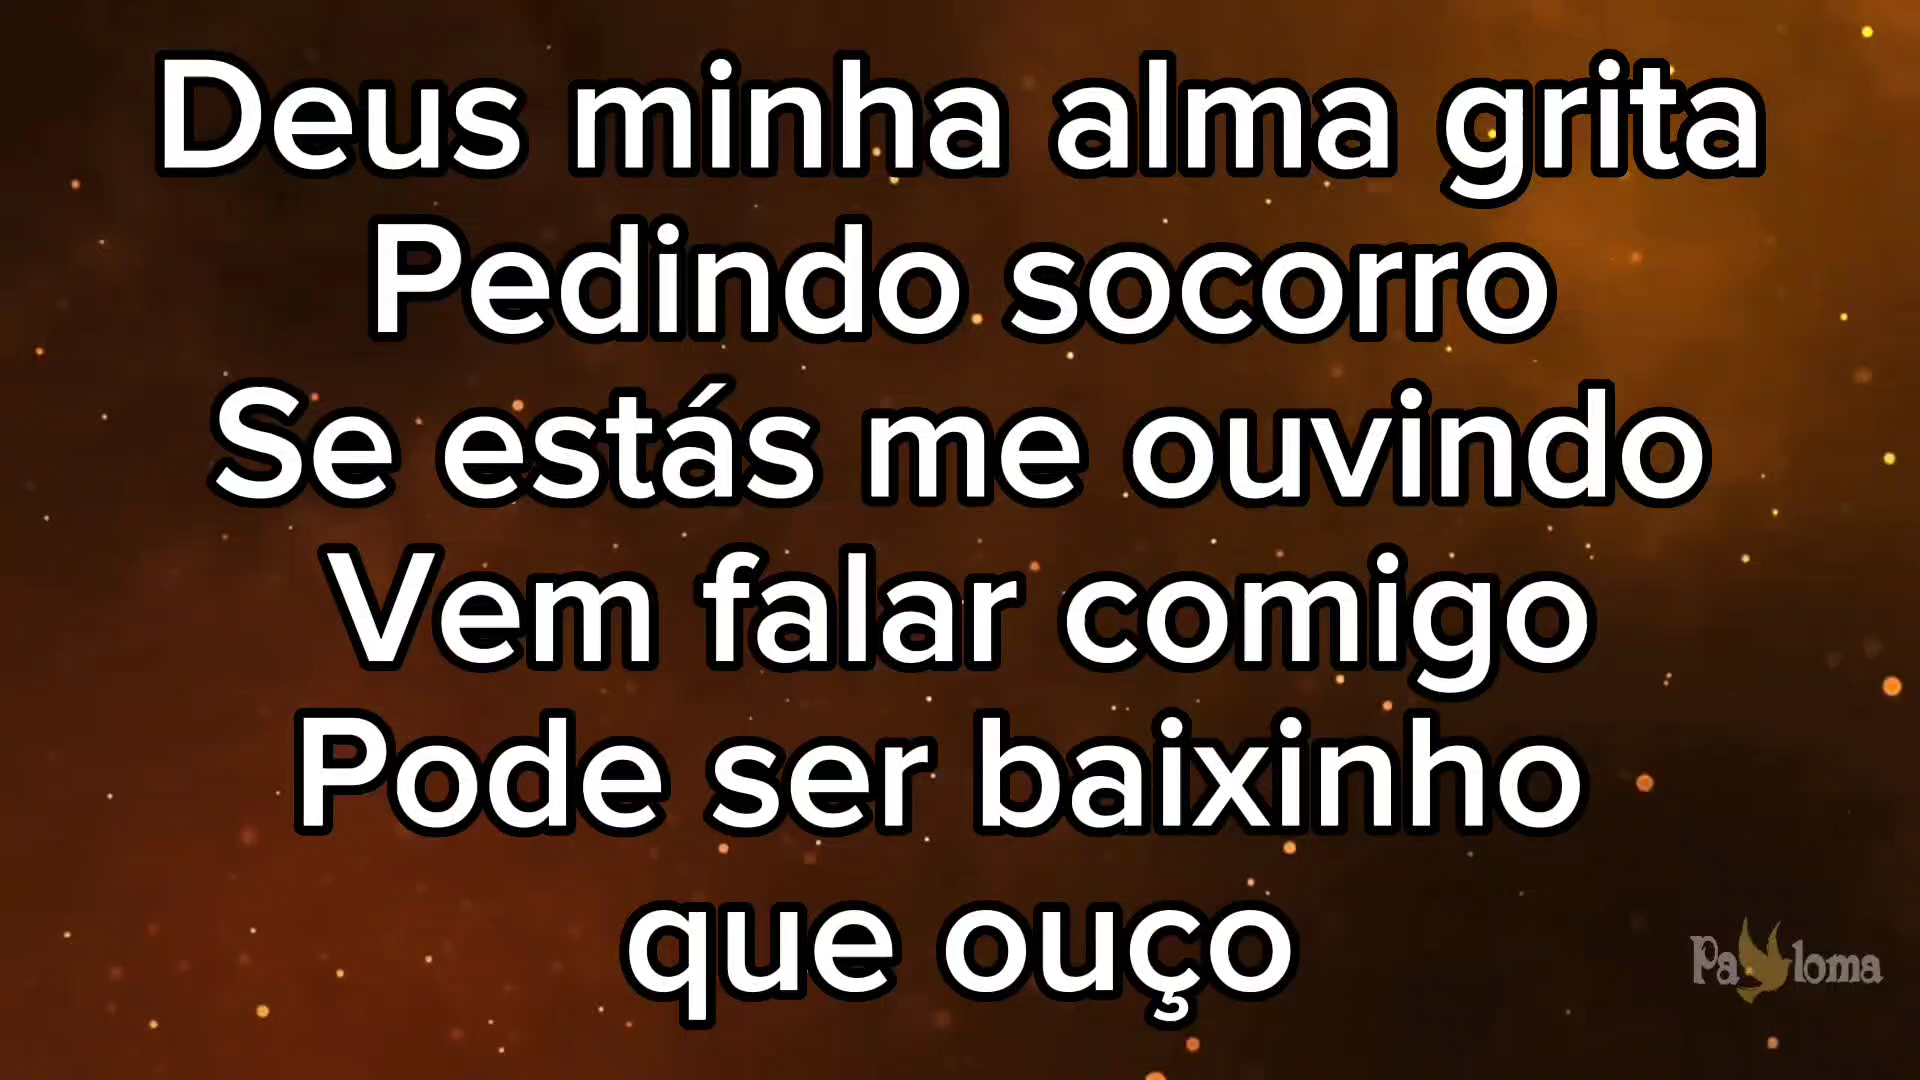 Deus minha alma grita
Pedindo socorro
Se estás me ouvindo
Vem falar comigo
Pode ser baixinho
que ouço
Paloma